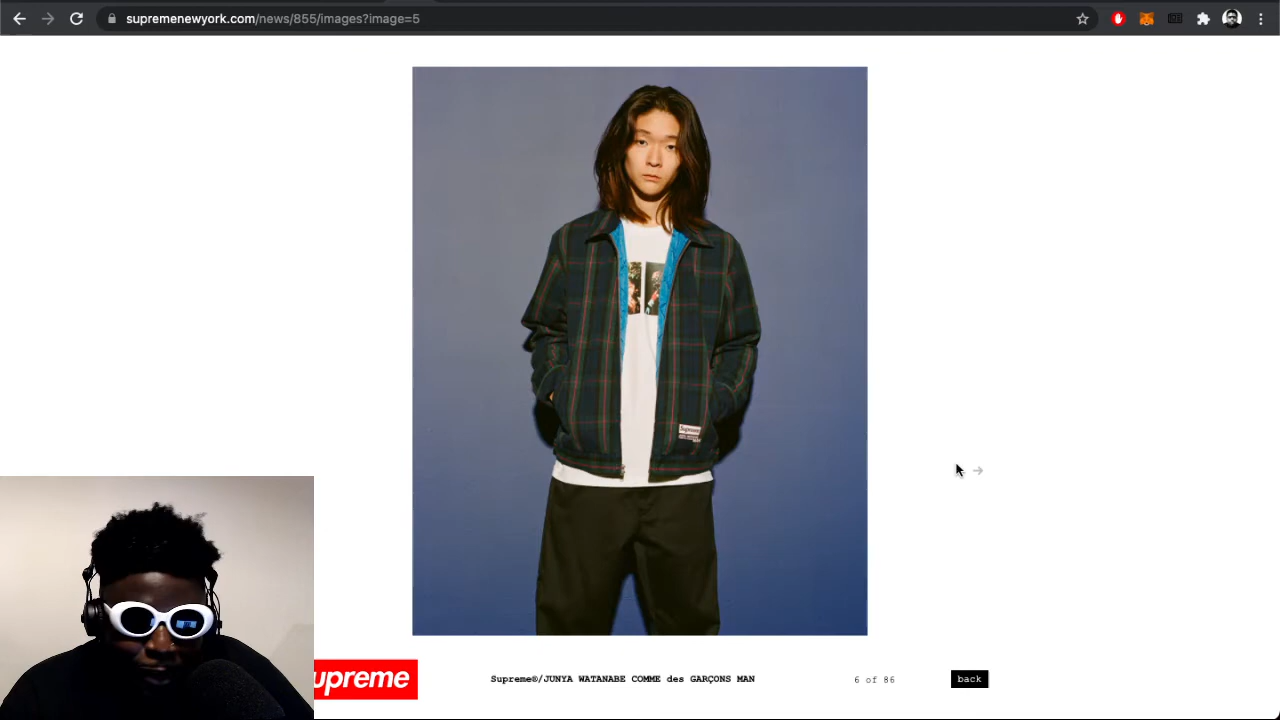 supremenewyork.com/news/855/images?image=5
Supreme
upreme
Supreme®/JUNYA WATANABE COMME des GARÇONS MAN
6 of 86
back